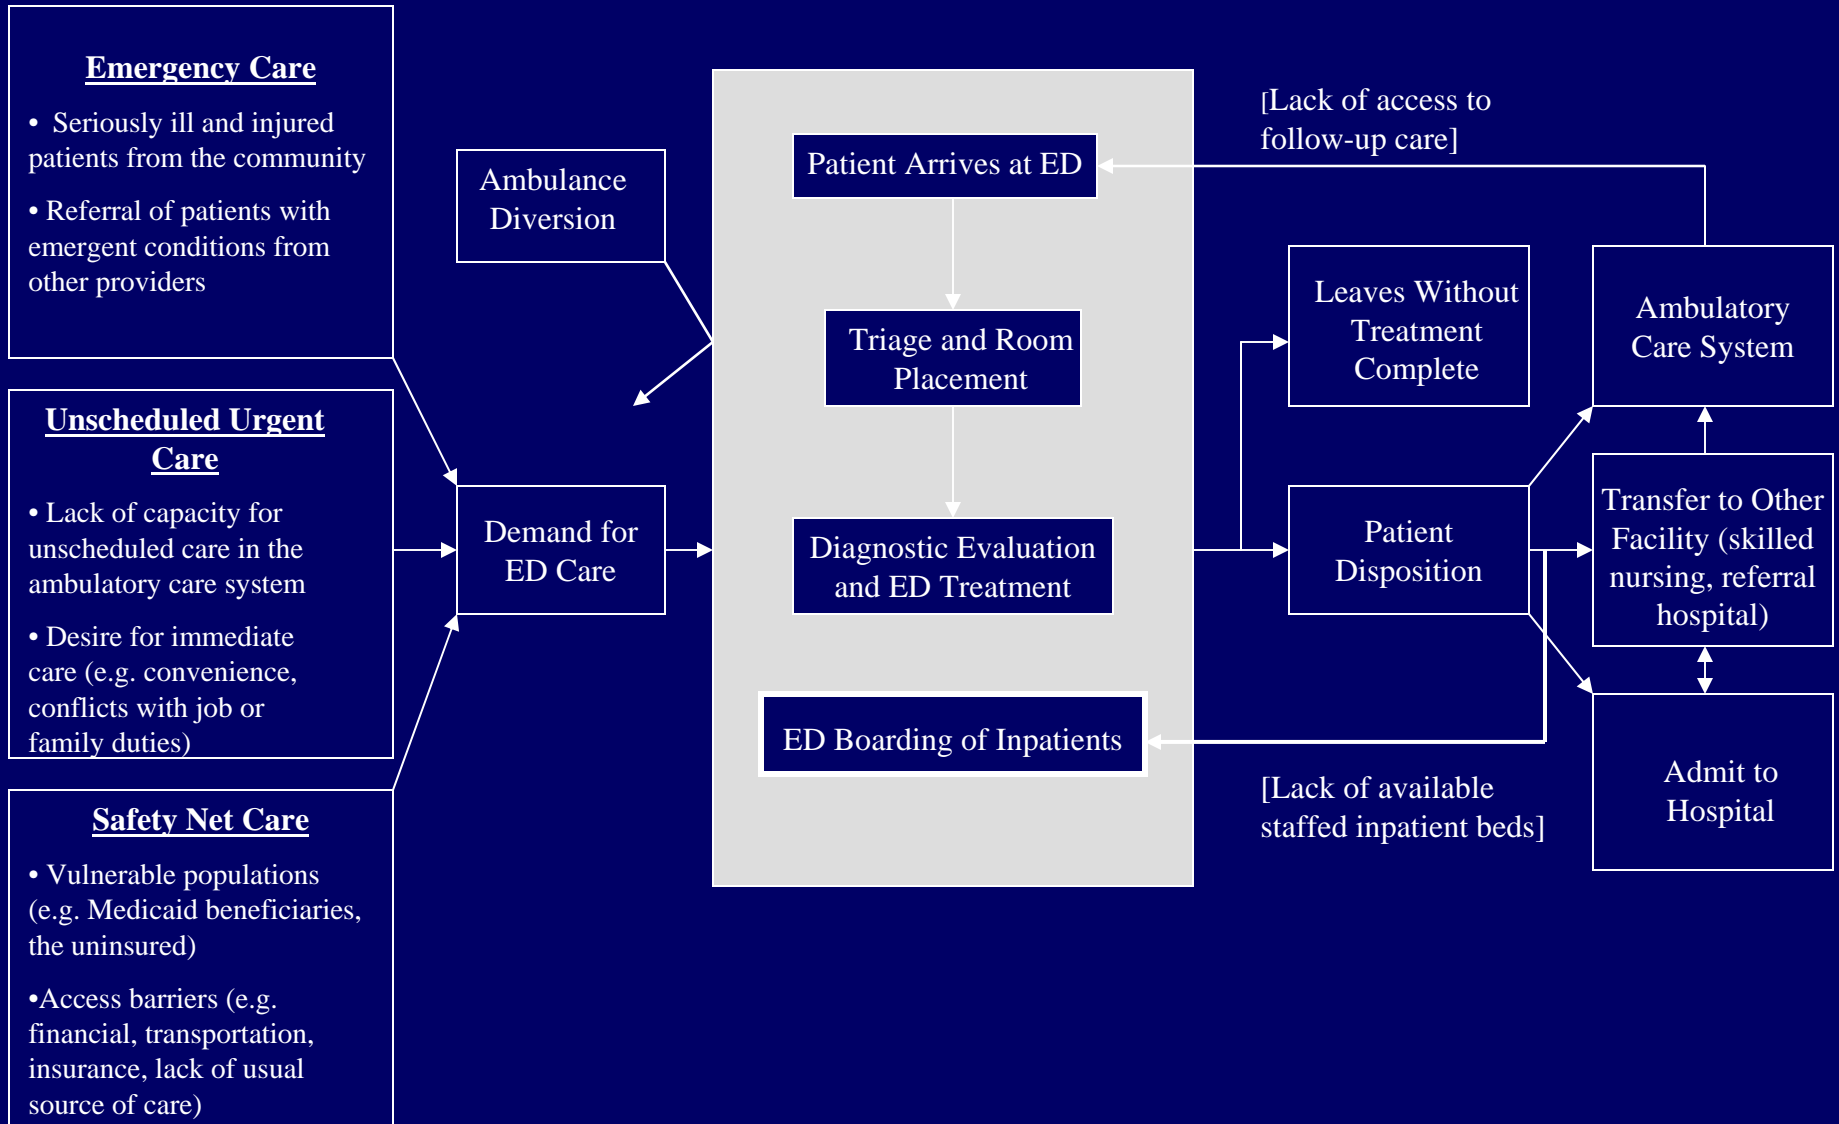 Emergency Care
• Seriously ill and injured
patients from the community
• Referral of patients with
emergent conditions from
other providers
Unscheduled Urgent
Care
• Lack of capacity for
unscheduled care in the
ambulatory care system
• Desire for immediate
care (e.g. convenience,
conflicts with job or
family duties)
Safety Net Care
• Vulnerable populations
(e.g. Medicaid beneficiaries,
the uninsured)
•Access barriers (e.g.
financial, transportation,
insurance, lack of usual
source of care)
Ambulance
Diversion
Demand for
ED Care
Patient Arrives at ED
Triage and Room
Placement
Diagnostic Evaluation
and ED Treatment
ED Boarding of Inpatients
[Lack of access to
follow-up care]
Leaves Without
Treatment
Complete
Patient
Disposition
[Lack of available
staffed inpatient beds]
Ambulatory
Care System
Transfer to Other
Facility (skilled
nursing, referral
hospital)
Admit to
Hospital